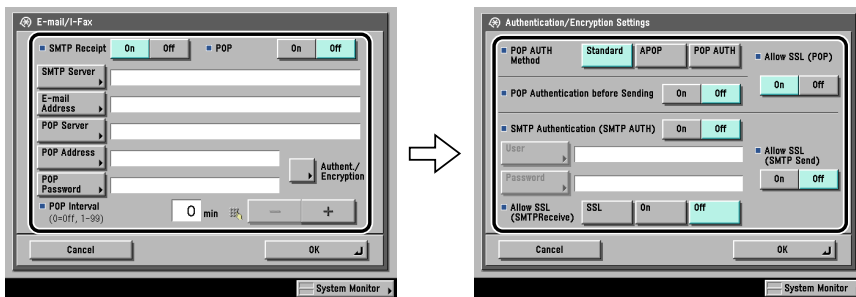 E-mail/I-Fax
SMTP Receipt On Off POP On Off
SMTP Server
E-mail
Address
POP Server
POP Address
POP
Password
Authent./
Encryption
POP Interval
(0=Off, 1-99)
0 min - +
Cancel OK
System Monitor
Authentication/Encryption Settings
POP AUTH
Method
Standard APOP POP AUTH
Allow SSL (POP)
On Off
POP Authentication before Sending On Off
SMTP Authentication (SMTP AUTH) On Off
User
Password
Allow SSL
(SMTP Send)
On Off
Allow SSL
(SMTPReceive)
SSL On Off
Cancel OK
System Monitor